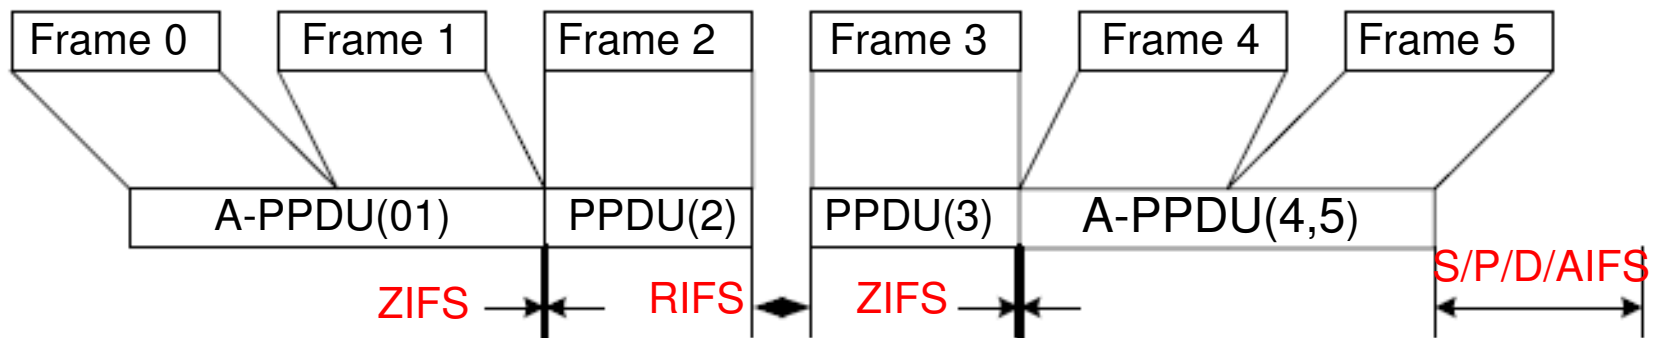 Frame 0 Frame 1 Frame 2 Frame 3 Frame 4 Frame 5
A-PPDU(01) PPDU(2) PPDU(3) A-PPDU(4,5)
S/P/D/AIFS
ZIFS RIFS ZIFS